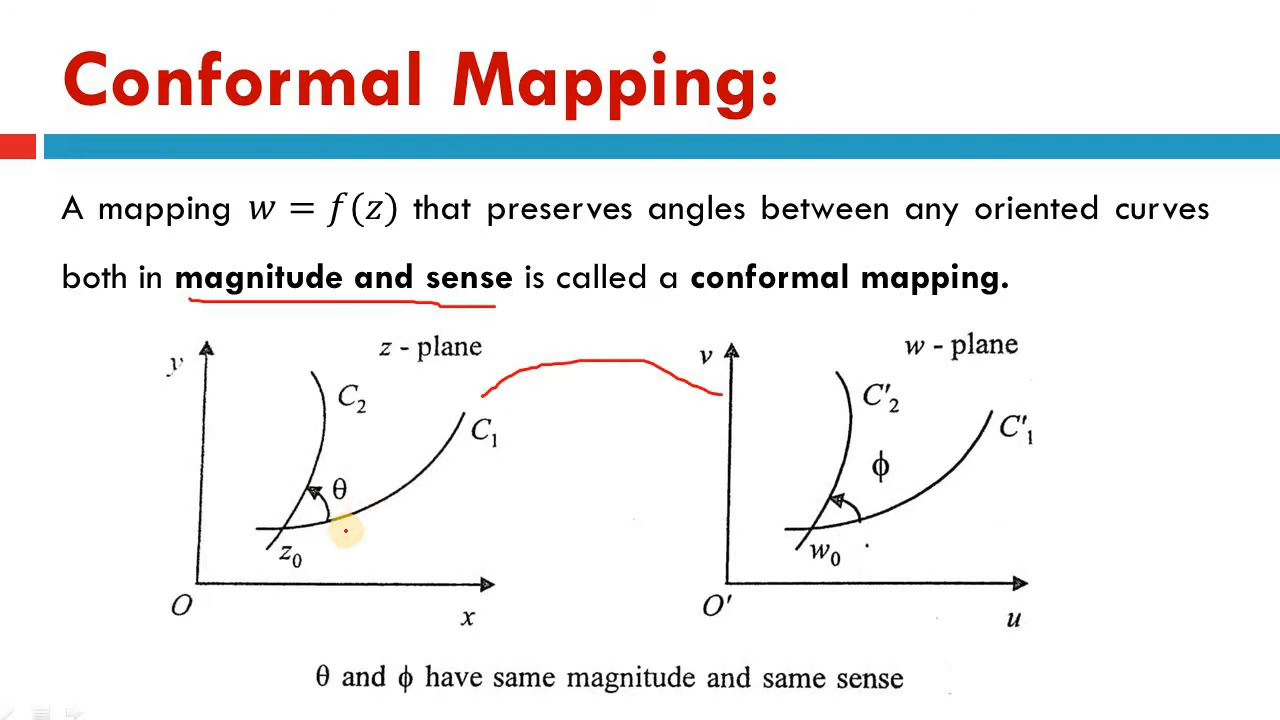 Conformal Mapping:
A mapping w = f(z) that preserves angles between any oriented curves
both in magnitude and sense is called a conformal mapping.
y z - plane
C₂
C₁
θ
z₀
O
x
v w - plane
C'₂
C'₁
ϕ
w₀
O'
u
θ and ϕ have same magnitude and same sense